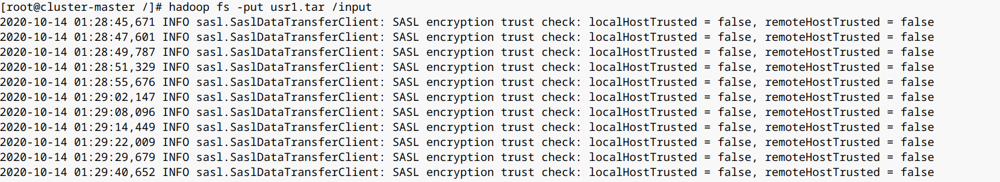 [root@cluster-master /]# hadoop fs -put usr1.tar /input
2020-10-14 01:28:45,671 INFO sasl.SaslDataTransferClient: SASL encryption trust check: localHostTrusted = false, remoteHostTrusted = false
2020-10-14 01:28:47,601 INFO sasl.SaslDataTransferClient: SASL encryption trust check: localHostTrusted = false, remoteHostTrusted = false
2020-10-14 01:28:49,787 INFO sasl.SaslDataTransferClient: SASL encryption trust check: localHostTrusted = false, remoteHostTrusted = false
2020-10-14 01:28:51,329 INFO sasl.SaslDataTransferClient: SASL encryption trust check: localHostTrusted = false, remoteHostTrusted = false
2020-10-14 01:28:55,676 INFO sasl.SaslDataTransferClient: SASL encryption trust check: localHostTrusted = false, remoteHostTrusted = false
2020-10-14 01:29:02,147 INFO sasl.SaslDataTransferClient: SASL encryption trust check: localHostTrusted = false, remoteHostTrusted = false
2020-10-14 01:29:08,096 INFO sasl.SaslDataTransferClient: SASL encryption trust check: localHostTrusted = false, remoteHostTrusted = false
2020-10-14 01:29:14,449 INFO sasl.SaslDataTransferClient: SASL encryption trust check: localHostTrusted = false, remoteHostTrusted = false
2020-10-14 01:29:22,009 INFO sasl.SaslDataTransferClient: SASL encryption trust check: localHostTrusted = false, remoteHostTrusted = false
2020-10-14 01:29:29,679 INFO sasl.SaslDataTransferClient: SASL encryption trust check: localHostTrusted = false, remoteHostTrusted = false
2020-10-14 01:29:40,652 INFO sasl.SaslDataTransferClient: SASL encryption trust check: localHostTrusted = false, remoteHostTrusted = false